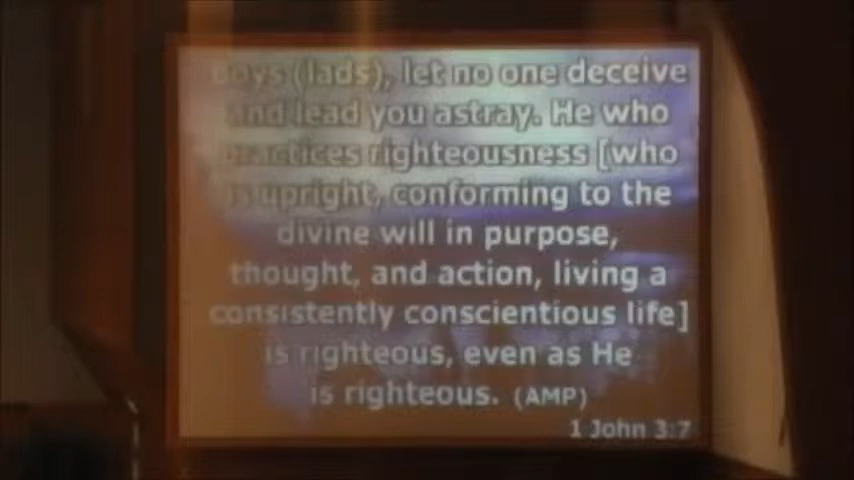 Boys (lads), let no one deceive
and lead you astray. He who
practices righteousness [who
is upright, conforming to the
divine will in purpose,
thought, and action, living a
consistently conscientious life]
is righteous, even as He
is righteous. (AMP)
1 John 3:7